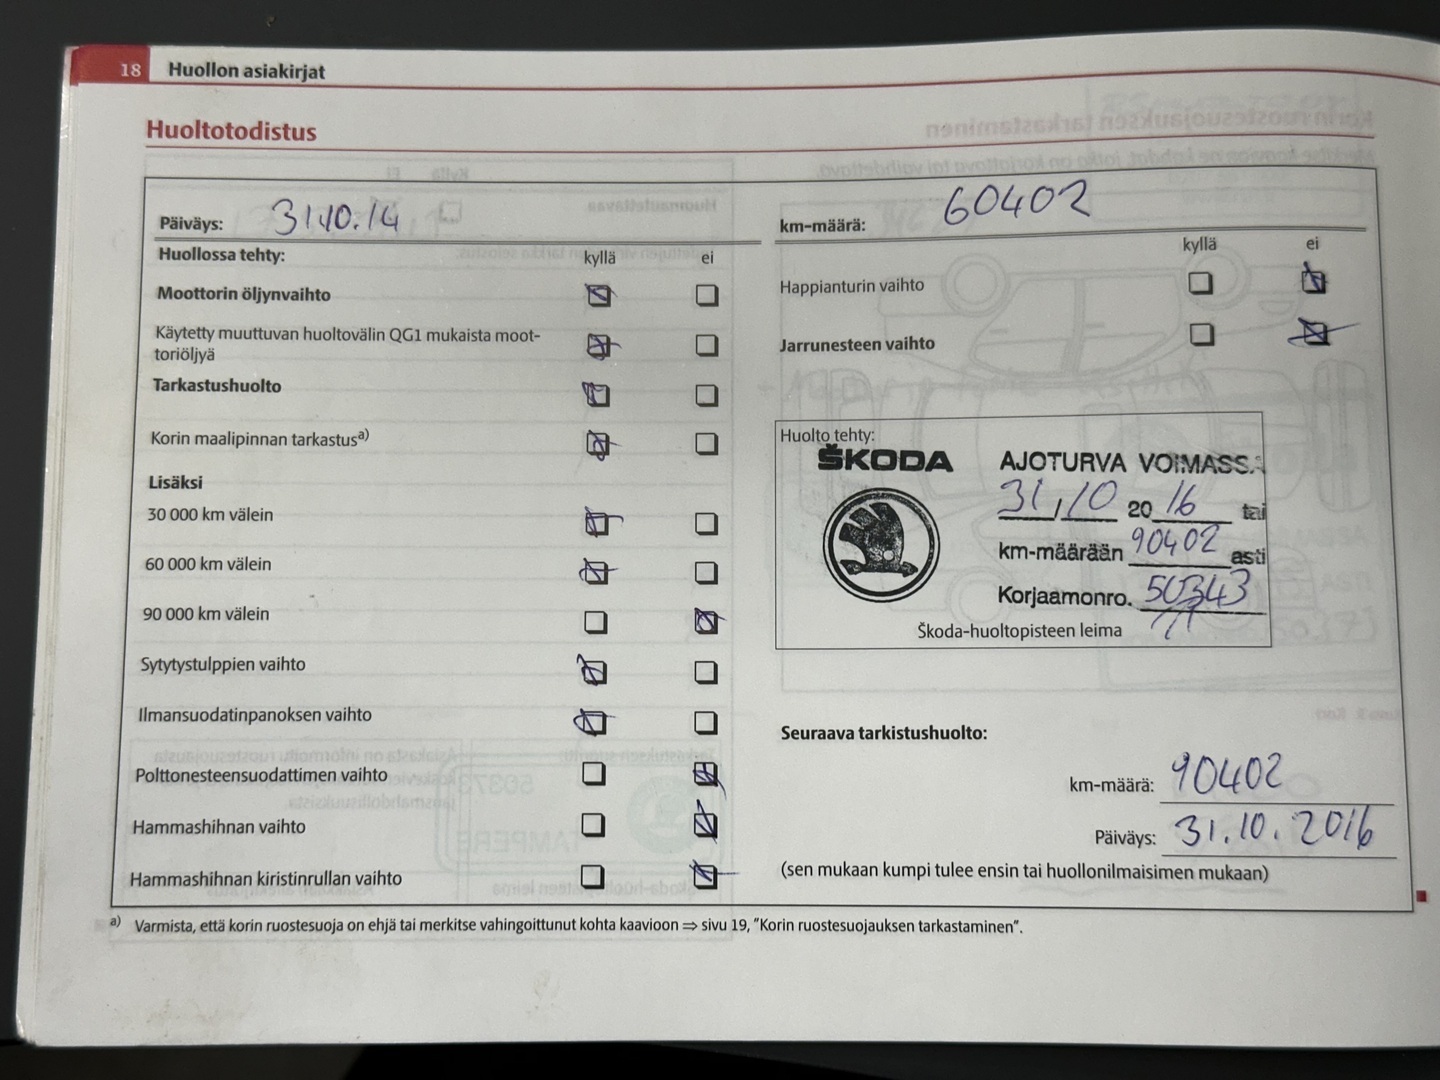 18 Huollon asiakirjat
Huoltotodistus
Päiväys: 31.10.14
Huollossa tehty: kyllä ei
Moottorin öljynvaihto
Käytetty muuttuvan huoltovälin QG1 mukaista moot-
toriöljyä
Tarkastushuolto
Korin maalipinnan tarkastus a)
Lisäksi
30 000 km välein
60 000 km välein
90 000 km välein
Sytytystulppien vaihto
Ilmansuodatinpanoksen vaihto
Polttonesteensuodattimen vaihto
Hammashihnan vaihto
Hammashihnan kiristinrullan vaihto
km-määrä: 60402
kyllä ei
Happianturin vaihto
Jarrunesteen vaihto
Huolto tehty:
ŠKODA
AJOTURVA VOIMASSA
31/10 2016 tai
km-määrään 90402 asti
Korjaamonro. 50343
Škoda-huoltopisteen leima
Seuraava tarkistushuolto:
km-määrä: 90402
Päiväys: 31.10.2016
(sen mukaan kumpi tulee ensin tai huollonilmaisimen mukaan)
a) Varmista, että korin ruostesuoja on ehjä tai merkitse vahingoittunut kohta kaavioon ⇒ sivu 19, "Korin ruostesuojauksen tarkastaminen".